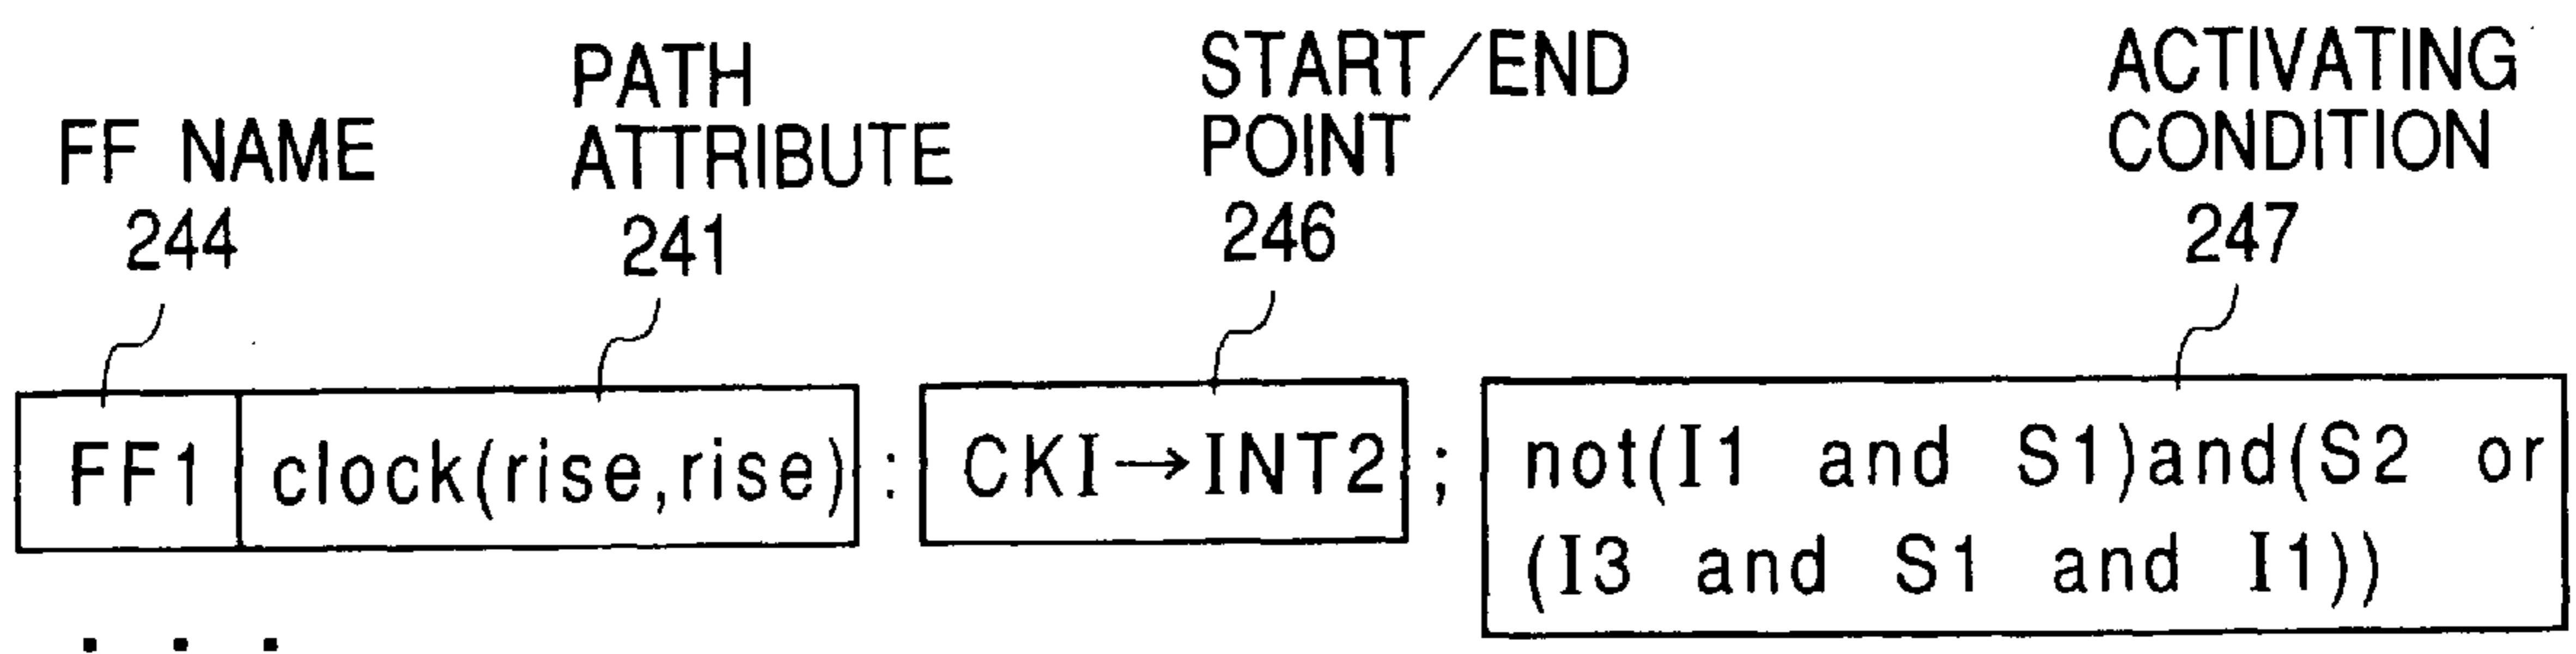 FF NAME
244
PATH
ATTRIBUTE
241
START/END
POINT
246
ACTIVATING
CONDITION
247
FF1 clock(rise,rise) : CKI→INT2 ; not(I1 and S1)and(S2 or
(I3 and S1 and I1))
. . .